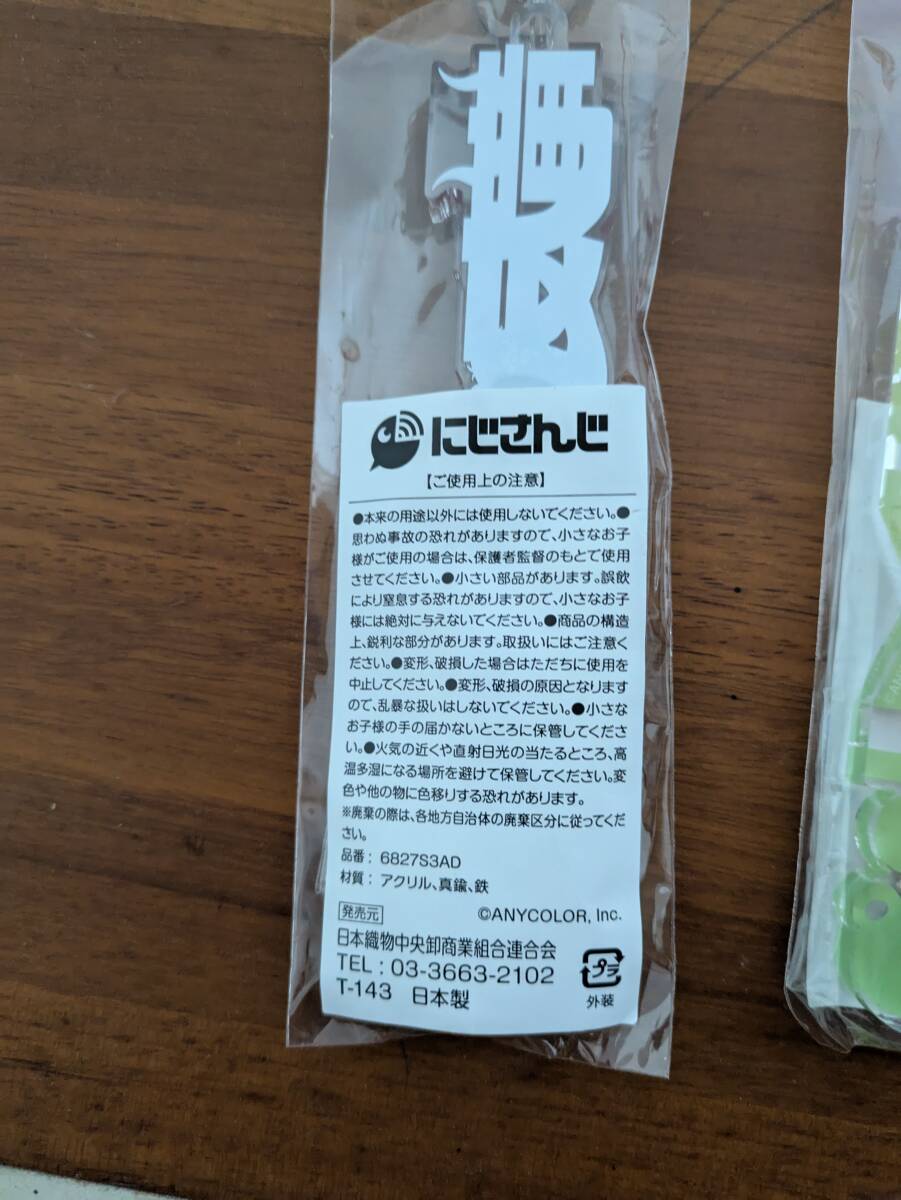 にじさんじ
【ご使用上の注意】
●本来の用途以外には使用しないでください。●
思わぬ事故の恐れがありますので、小さなお子
様がご使用の場合は、保護者監督のもとで使用
させてください。●小さい部品があります。誤飲
により窒息する恐れがありますので、小さなお子
様には絶対に与えないでください。●商品の構造
上、鋭利な部分があります。取扱いにはご注意く
ださい。●変形、破損した場合はただちに使用を
中止してください。●変形、破損の原因となります
ので、乱暴な扱いはしないでください。●小さな
お子様の手の届かないところに保管してくださ
い。●火気の近くや直射日光の当たるところ、高
温多湿になる場所を避けて保管してください。変
色や他の物に色移りする恐れがあります。
※廃棄の際は、各地方自治体の廃棄区分に従ってくだ
さい。
品番： 6827S3AD
材質： アクリル、真鍮、鉄
発売元 ©ANYCOLOR, Inc.
日本織物中央卸商業組合連合会
TEL : 03-3663-2102
T-143 日本製
プラ
外装